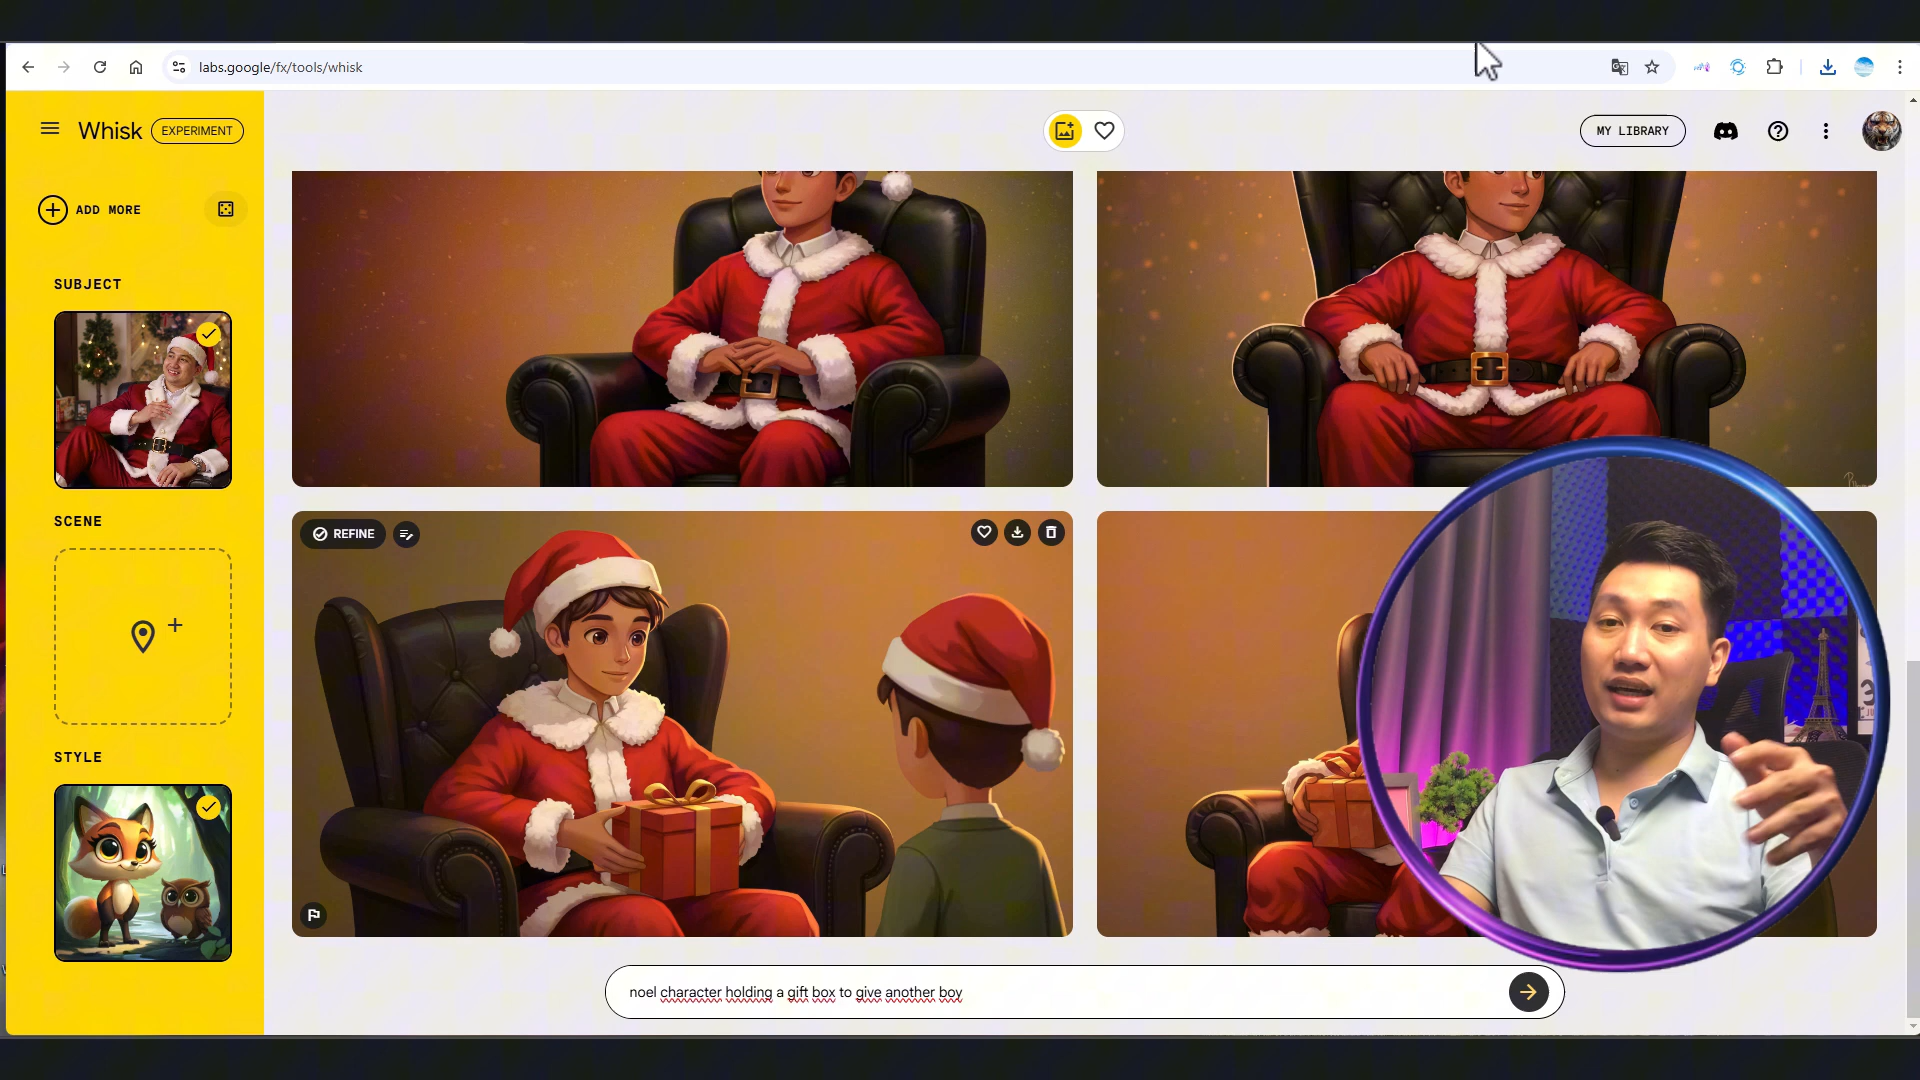 labs.google/fx/tools/whisk
Whisk
EXPERIMENT
MY LIBRARY
ADD MORE
SUBJECT
SCENE
STYLE
REFINE
noel character holding a gift box to give another boy